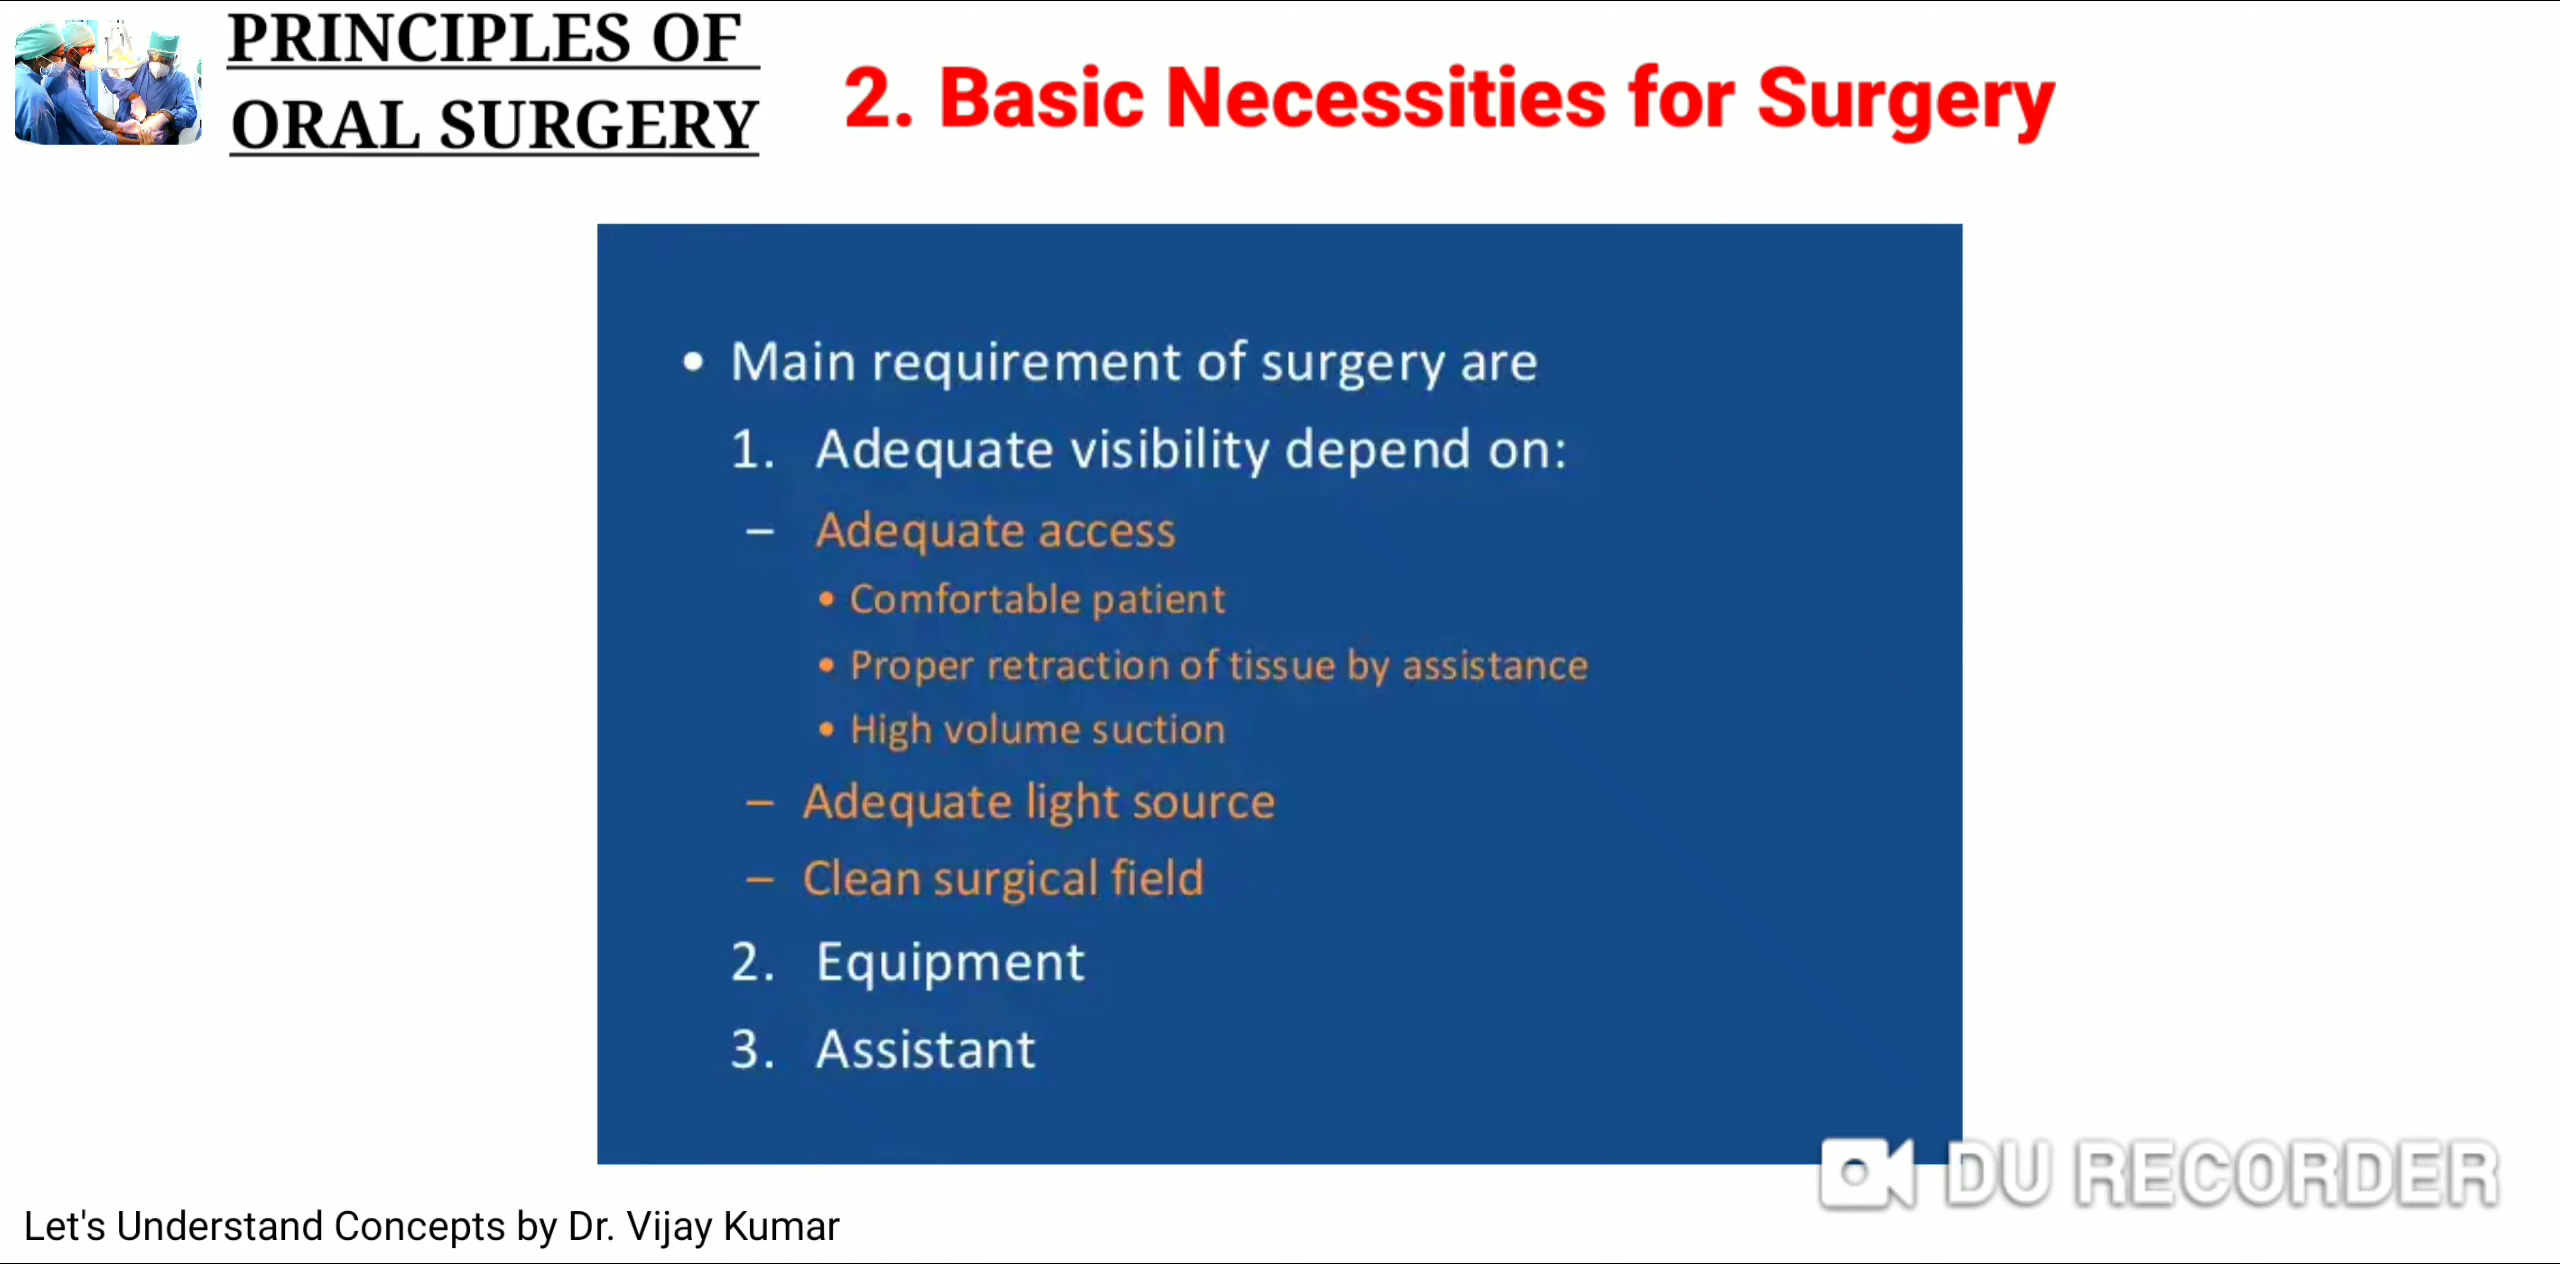 PRINCIPLES OF
ORAL SURGERY
2. Basic Necessities for Surgery
• Main requirement of surgery are
1. Adequate visibility depend on:
– Adequate access
• Comfortable patient
• Proper retraction of tissue by assistance
• High volume suction
– Adequate light source
– Clean surgical field
2. Equipment
3. Assistant
DU RECORDER
Let's Understand Concepts by Dr. Vijay Kumar